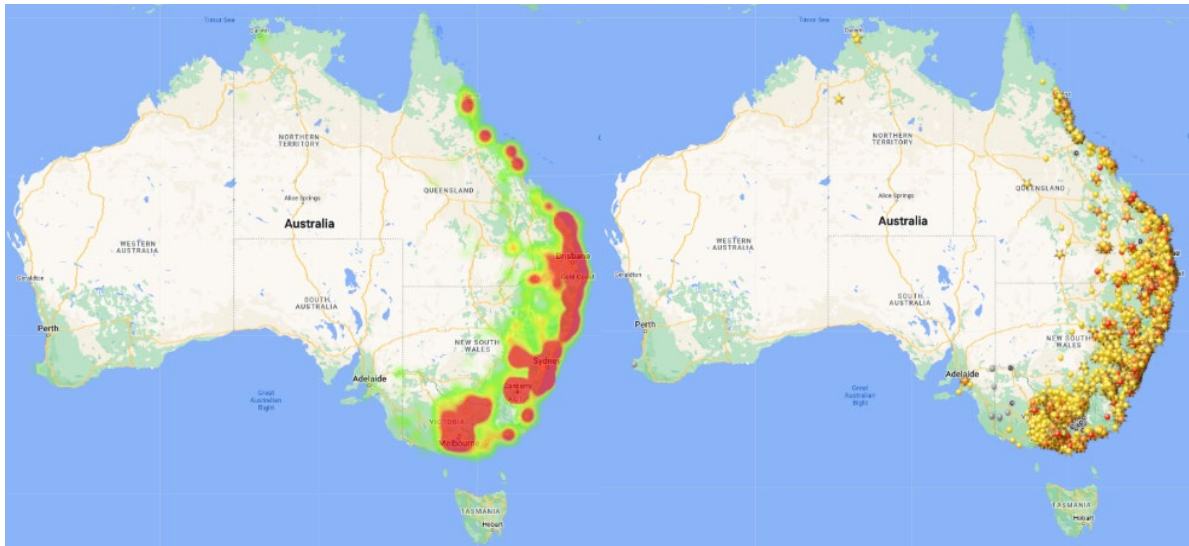 Timor Sea
Darwin
NORTHERN
TERRITORY
QUEENSLAND
Alice Springs
Australia
WESTERN
AUSTRALIA
Brisbane
Gold Coast
Geraldton
SOUTH
AUSTRALIA
Perth
NEW SOUTH
WALES
Sydney
Adelaide
Great
Australian
Bight
Canberra
VICTORIA
Melbourne
TASMANIA
Hobart
Timor Sea
Darwin
NORTHERN
TERRITORY
QUEENSLAND
Alice Springs
Australia
WESTERN
AUSTRALIA
Geraldton
SOUTH
AUSTRALIA
Perth
NEW SOUTH
WALES
Adelaide
Great
Australian
Bight
TASMANIA
Hobart